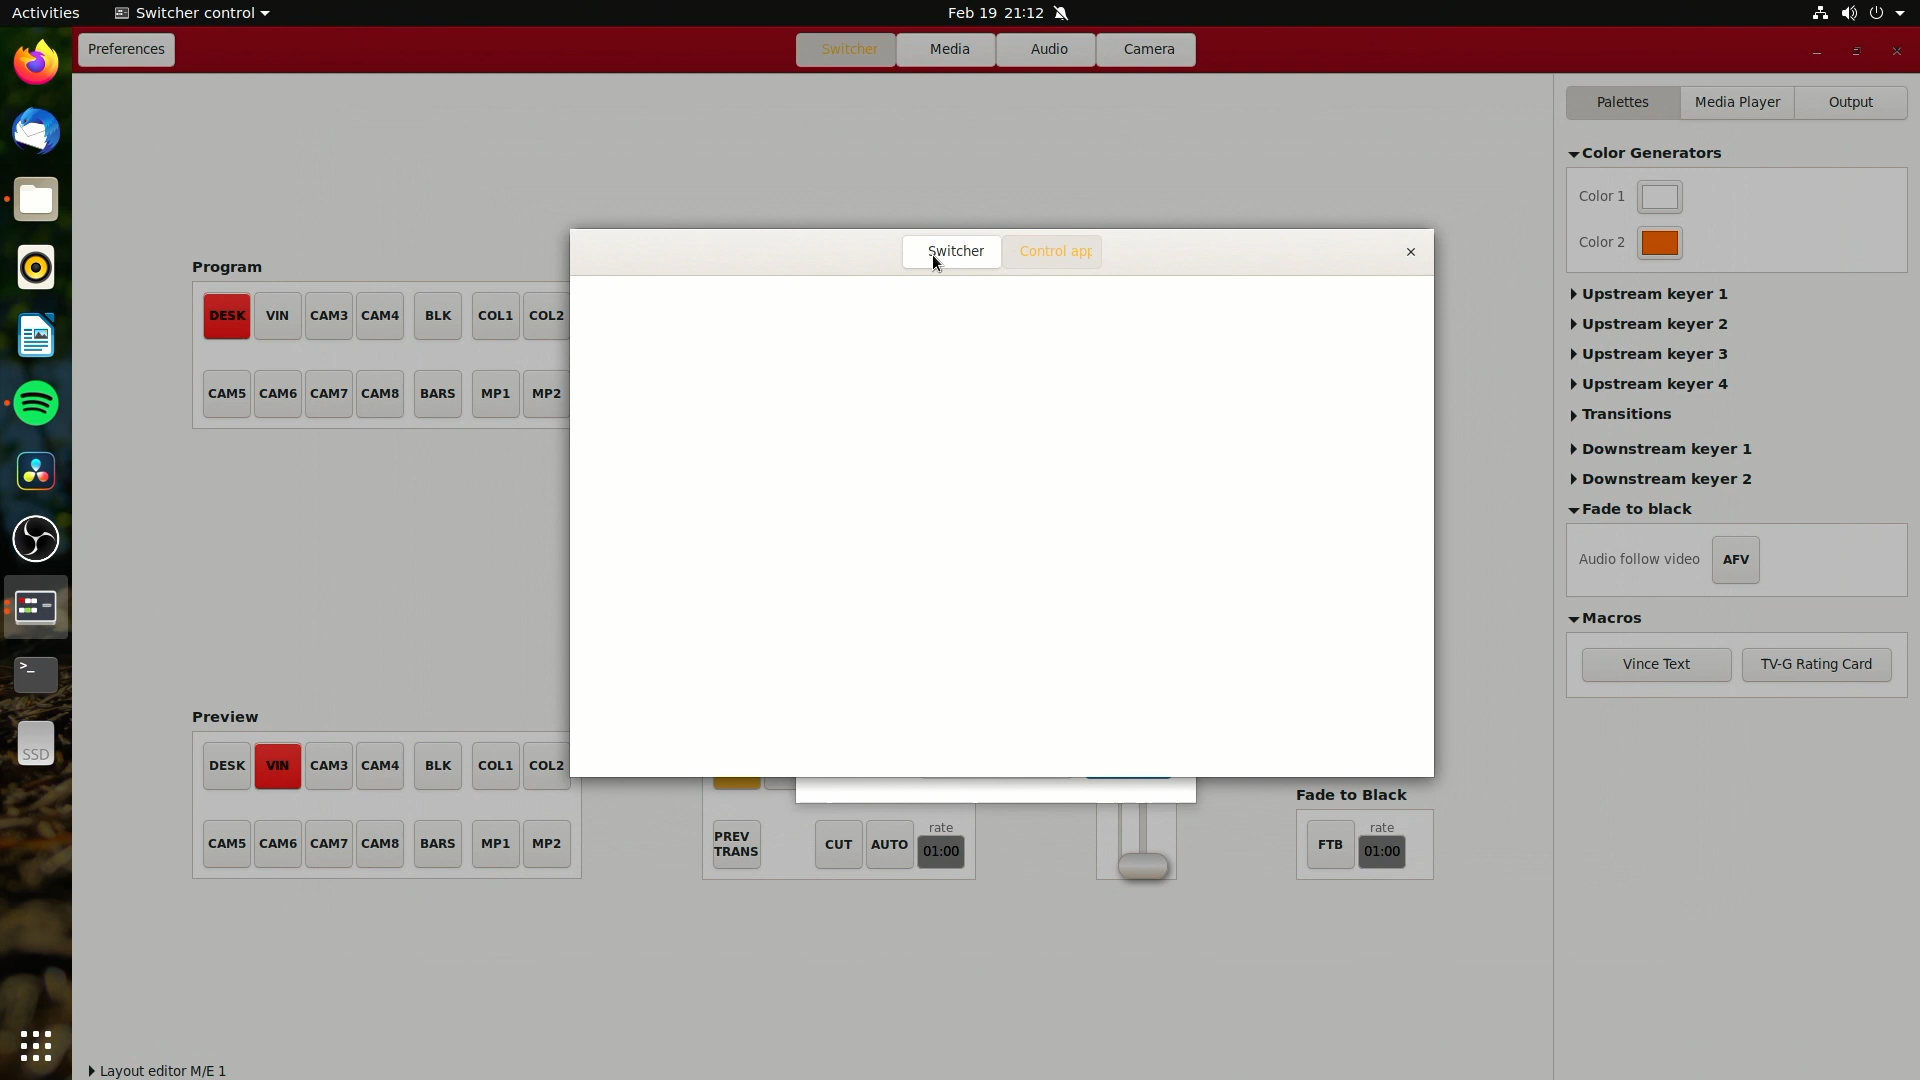 Activities
Switcher control
Feb 19 21:12
Preferences
Switcher
Media
Audio
Camera
Palettes
Media Player
Output
Color Generators
Color 1
Color 2
Upstream keyer 1
Upstream keyer 2
Upstream keyer 3
Upstream keyer 4
Transitions
Downstream keyer 1
Downstream keyer 2
Fade to black
Audio follow video
AFV
Macros
Vince Text
TV-G Rating Card
Switcher
Control app
Program
DESK VIN CAM3 CAM4 BLK COL1 COL2
CAM5 CAM6 CAM7 CAM8 BARS MP1 MP2
Preview
DESK VIN CAM3 CAM4 BLK COL1 COL2
CAM5 CAM6 CAM7 CAM8 BARS MP1 MP2
PREV
TRANS
CUT
AUTO
rate
01:00
Fade to Black
FTB
rate
01:00
Layout editor M/E 1
>_
SSD